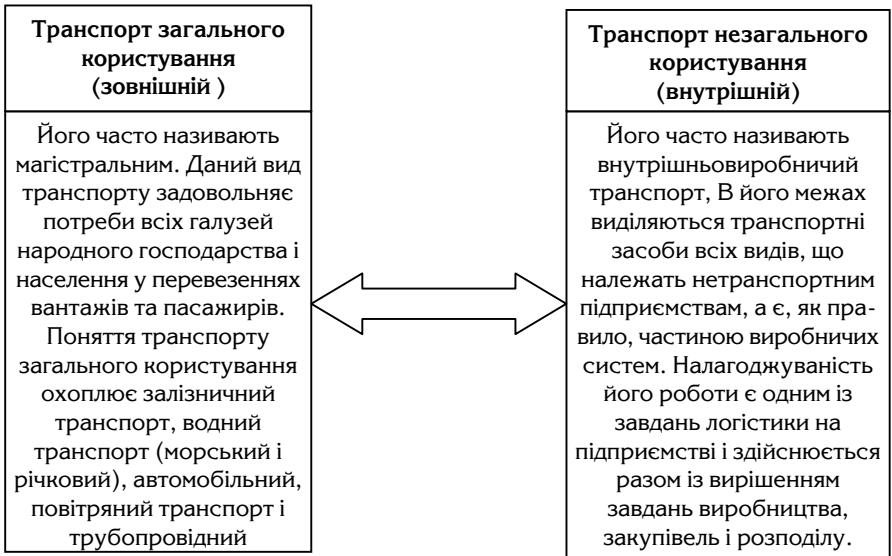 Транспорт загального
користування
(зовнішній )
Його часто називають
магістральним. Даний вид
транспорту задовольняє
потреби всіх галузей
народного господарства і
населення у перевезеннях
вантажів та пасажирів.
Поняття транспорту
загального користування
охоплює залізничний
транспорт, водний
транспорт (морський і
річковий), автомобільний,
повітряний транспорт і
трубопровідний
Транспорт незагального
користування
(внутрішній)
Його часто називають
внутрішньовиробничий
транспорт, В його межах
виділяються транспортні
засоби всіх видів, що
належать нетранспортним
підприємствам, а є, як пра-
вило, частиною виробничих
систем. Налагоджуваність
його роботи є одним із
завдань логістики на
підприємстві і здійснюється
разом із вирішенням
завдань виробництва,
закупівель і розподілу.